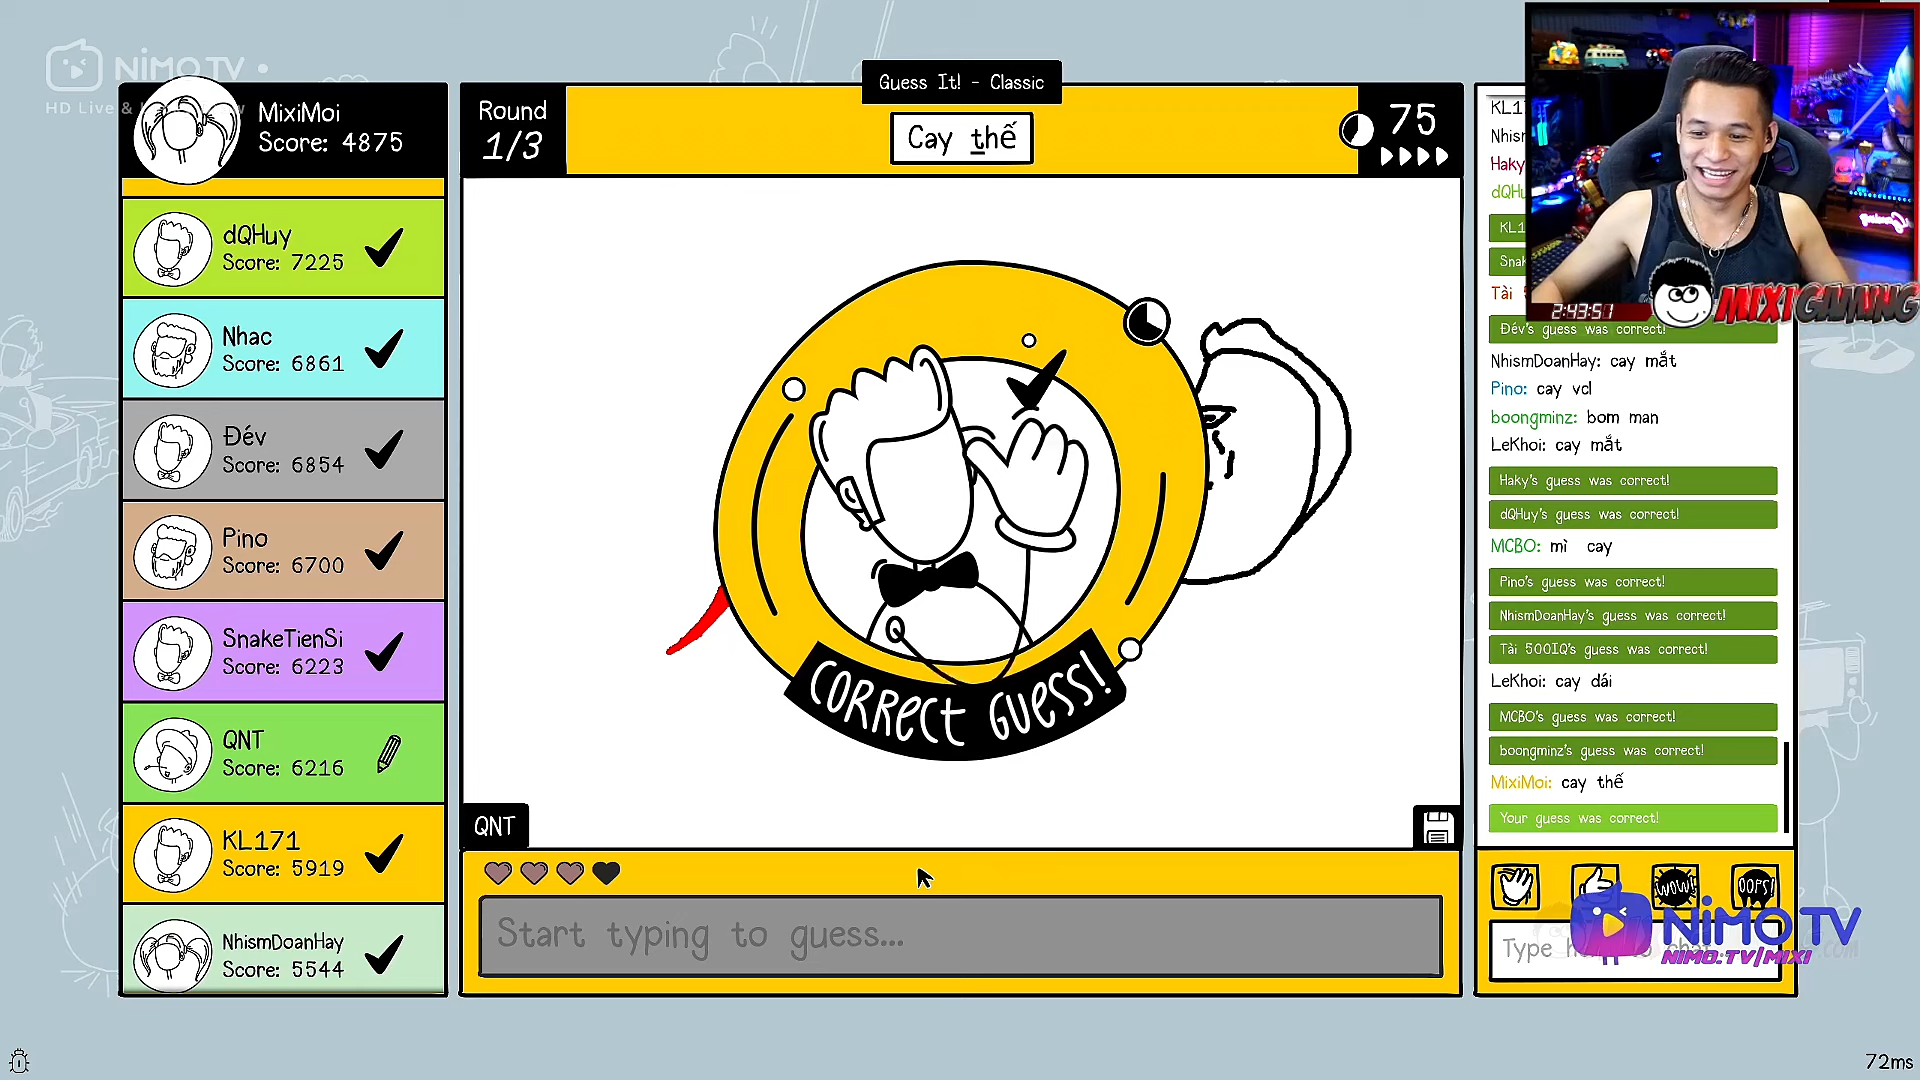 NIMO TV
HD Live &
MixiMoi
Score: 4875
dQHuy
Score: 7225
Nhac
Score: 6861
Đév
Score: 6854
Pino
Score: 6700
SnakeTienSi
Score: 6223
QNT
Score: 6216
KL171
Score: 5919
NhismDoanHay
Score: 5544
Round
1/3
Guess It! - Classic
Cay thế
75
CORRECT GUESS!
QNT
Start typing to guess...
2:43:57
MIXIGAMING
Đév's guess was correct!
NhismDoanHay: cay mắt
Pino: cay vcl
boongminz: bom man
LeKhoi: cay mắt
Haky's guess was correct!
dQHuy's guess was correct!
MCBO: mì cay
Pino's guess was correct!
NhismDoanHay's guess was correct!
Tài 500IQ's guess was correct!
LeKhoi: cay dái
MCBO's guess was correct!
boongminz's guess was correct!
MixiMoi: cay thế
Your guess was correct!
WOW!
OOPS!
Type
NIMO TV
NIMO.TV/MIXI
72ms